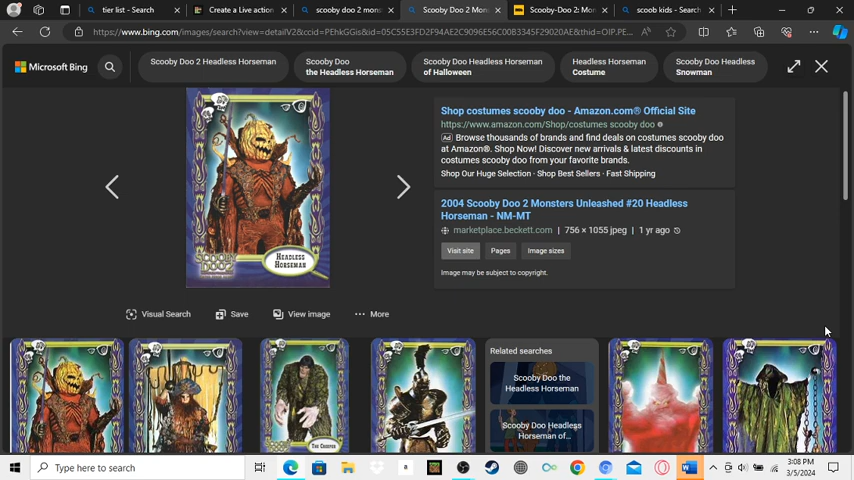 tier list - Search
Create a Live action
scooby doo 2 mons
Scooby Doo 2 Mon
Scooby-Doo 2: Mon
scoob kids - Search
https://www.bing.com/images/search?view=detailV2&ccid=PEhkGGis&id=05C55E3FD2F94AE2C9096E56C00B3345F29020AE&thid=OIP.PE...
Microsoft Bing
Scooby Doo 2 Headless Horseman
Scooby Doo
the Headless Horseman
Scooby Doo Headless Horseman
of Halloween
Headless Horseman
Costume
Scooby Doo Headless
Snowman
SCOOBY DOO 2
HEADLESS
HORSEMAN
Shop costumes scooby doo - Amazon.com® Official Site
https://www.amazon.com/Shop/costumes scooby doo
Ad Browse thousands of brands and find deals on costumes scooby doo
at Amazon®. Shop Now! Discover new arrivals & latest discounts in
costumes scooby doo from your favorite brands.
Shop Our Huge Selection · Shop Best Sellers · Fast Shipping
2004 Scooby Doo 2 Monsters Unleashed #20 Headless
Horseman - NM-MT
marketplace.beckett.com | 756 × 1055 jpeg | 1 yr ago
Visit site
Pages
Image sizes
Image may be subject to copyright.
Visual Search
Save
View image
More
THE CREEPER
Related searches
Scooby Doo the
Headless Horseman
Scooby Doo Headless
Horseman of...
Type here to search
3:08 PM
3/5/2024